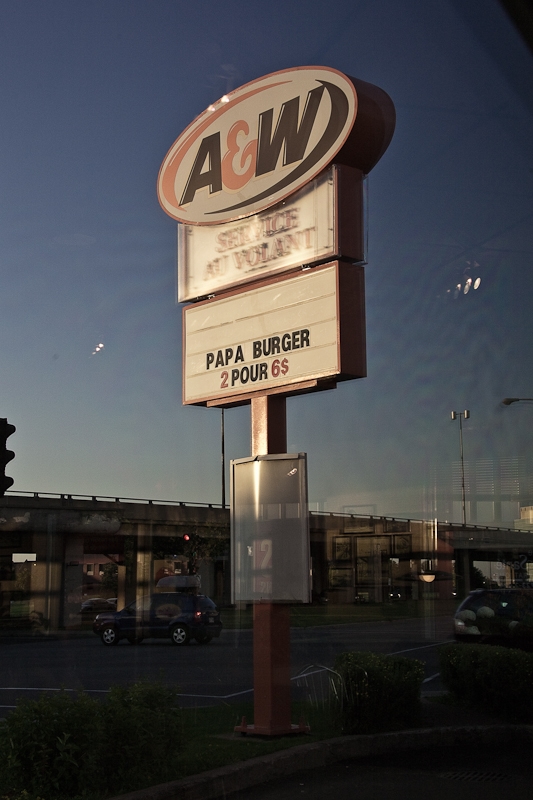 A&W
SERVICE
AU VOLANT
PAPA BURGER
2 POUR 6$